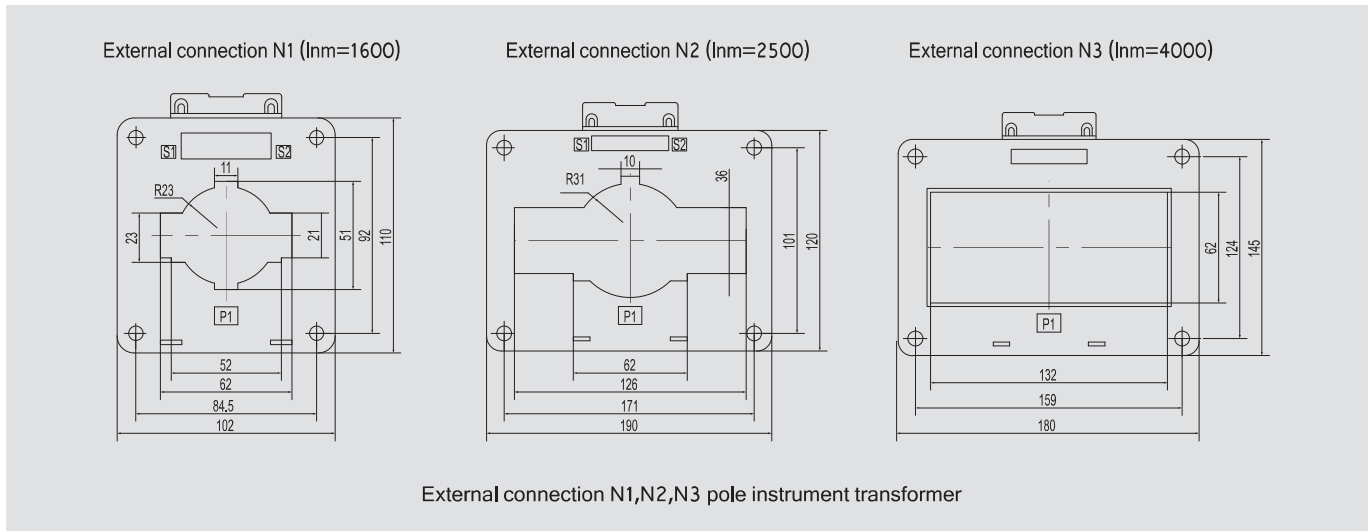 External connection N1 (Inm=1600)
External connection N2 (Inm=2500)
External connection N3 (Inm=4000)
S1
S2
11
R23
23
21
51
92
110
P1
52
62
84.5
102
S1
S2
10
R31
36
101
120
P1
62
126
171
190
62
124
145
P1
132
159
180
External connection N1,N2,N3 pole instrument transformer